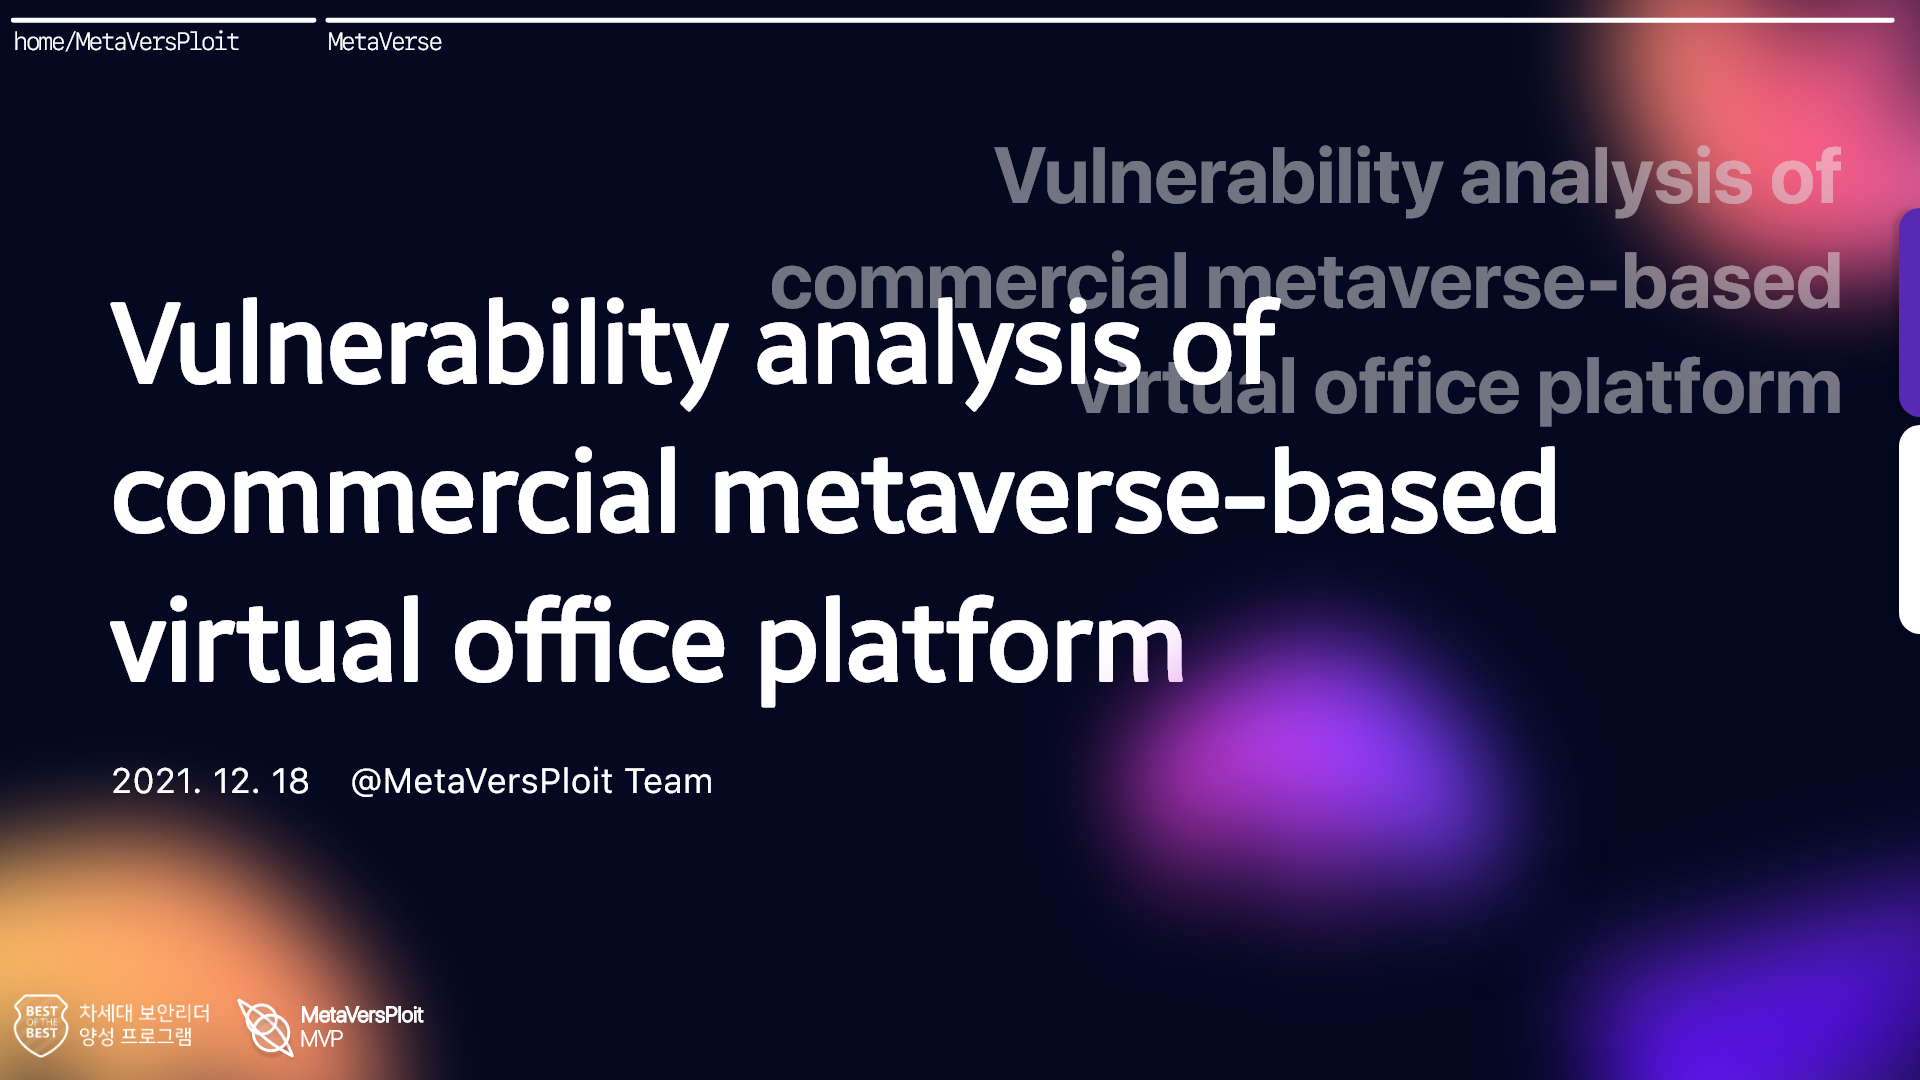 home/MetaVersPloit
MetaVerse
Vulnerability analysis of
commercial metaverse-based
virtual office platform
Vulnerability analysis of
commercial metaverse-based
virtual office platform
2021. 12. 18 @MetaVersPloit Team
BEST
OF THE
BEST
차세대 보안리더
양성 프로그램
MetaVersPloit
MVP